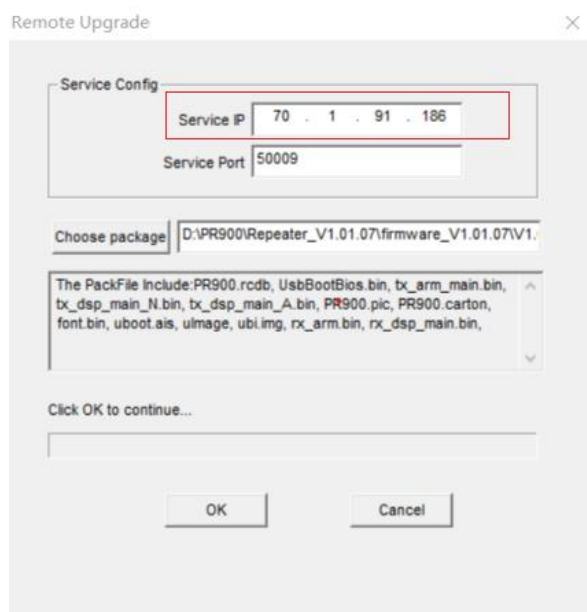 Remote Upgrade
Service Config
Service IP 70 . 1 . 91 . 186
Service Port 50009
Choose package D:\PR900\Repeater_V1.01.07\firmware_V1.01.07\V1.
The PackFile Include:PR900.rcdb, UsbBootBios.bin, tx_arm_main.bin,
tx_dsp_main_N.bin, tx_dsp_main_A.bin, PR900.pic, PR900.carton,
font.bin, uboot.ais, uImage, ubi.img, rx_arm.bin, rx_dsp_main.bin,
Click OK to continue...
OK Cancel